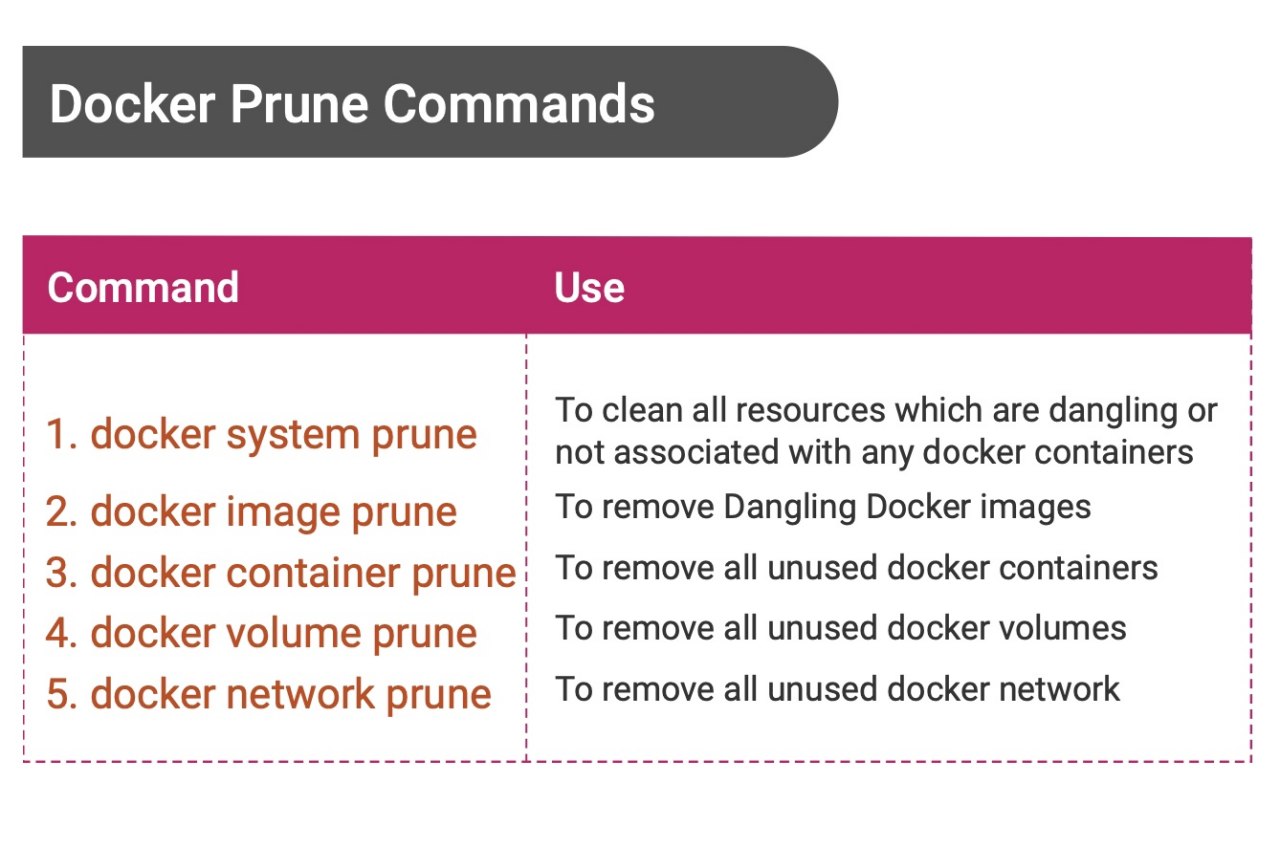 Docker Prune Commands
Command Use
1. docker system prune To clean all resources which are dangling or
not associated with any docker containers
2. docker image prune To remove Dangling Docker images
3. docker container prune To remove all unused docker containers
4. docker volume prune To remove all unused docker volumes
5. docker network prune To remove all unused docker network